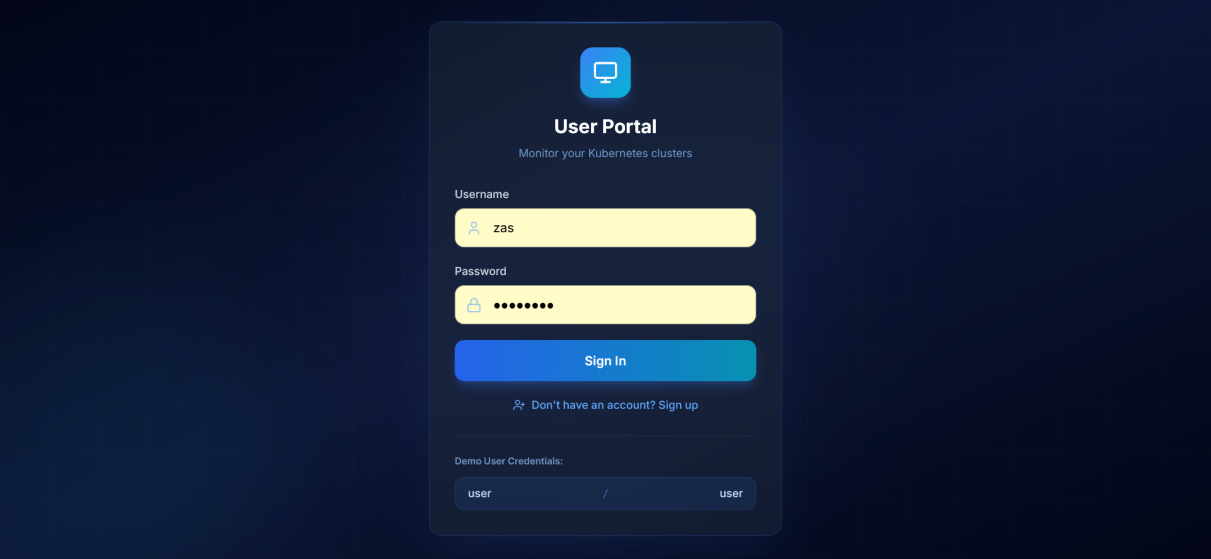 User Portal
Monitor your Kubernetes clusters
Username
zas
Password
••••••••
Sign In
Don't have an account? Sign up
Demo User Credentials:
user / user